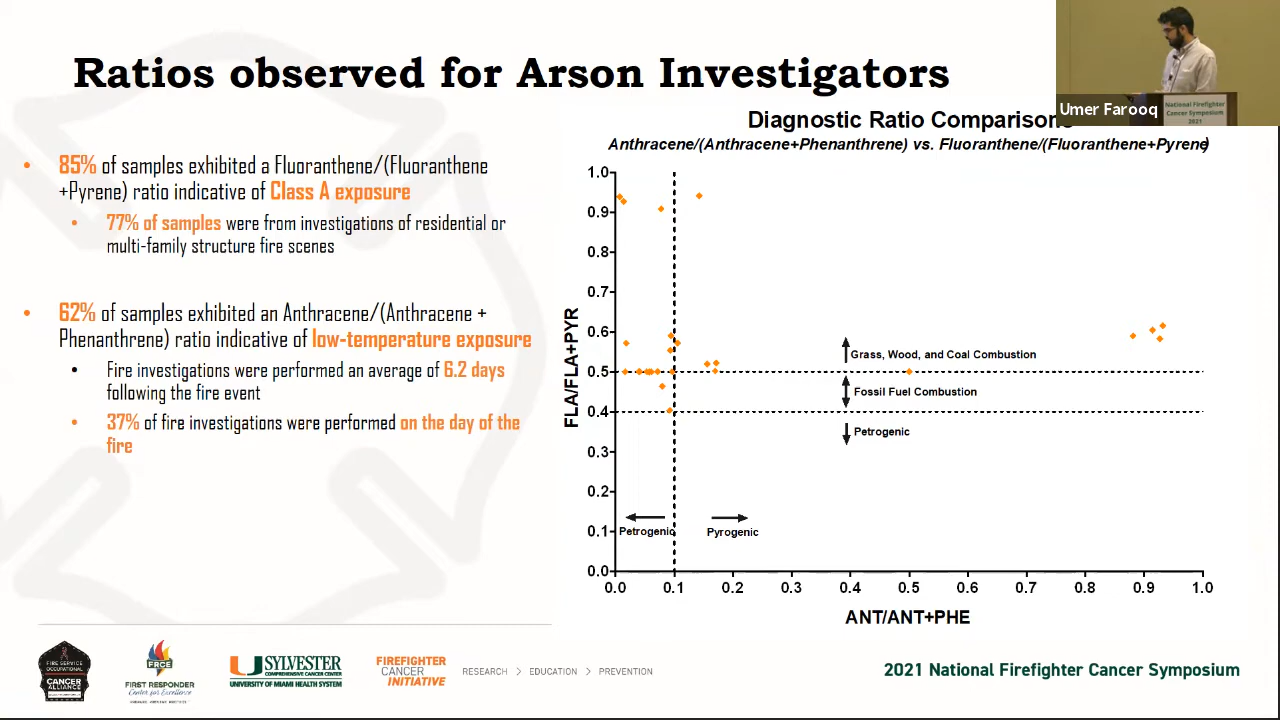 Ratios observed for Arson Investigators
Umer Farooq
National Firefighter
Cancer Symposium
2021
• 85% of samples exhibited a Fluoranthene/(Fluoranthene
+Pyrene) ratio indicative of Class A exposure
• 77% of samples were from investigations of residential or
multi-family structure fire scenes
• 62% of samples exhibited an Anthracene/(Anthracene +
Phenanthrene) ratio indicative of low-temperature exposure
• Fire investigations were performed an average of 6.2 days
following the fire event
• 37% of fire investigations were performed on the day of the
fire
Diagnostic Ratio Comparisons
Anthracene/(Anthracene+Phenanthrene) vs. Fluoranthene/(Fluoranthene+Pyrene)
FLA/FLA+PYR
1.0
0.9
0.8
0.7
0.6
0.5
0.4
0.3
0.2
0.1
0.0
Grass, Wood, and Coal Combustion
Fossil Fuel Combustion
Petrogenic
Petrogenic
Pyrogenic
0.0 0.1 0.2 0.3 0.4 0.5 0.6 0.7 0.8 0.9 1.0
ANT/ANT+PHE
FIRE SERVICE
OCCUPATIONAL
CANCER
ALLIANCE
FRCE
FIRST RESPONDER
Center for Excellence
SYLVESTER
COMPREHENSIVE CANCER CENTER
UNIVERSITY OF MIAMI HEALTH SYSTEM
FIREFIGHTER
CANCER
INITIATIVE
RESEARCH > EDUCATION > PREVENTION
2021 National Firefighter Cancer Symposium